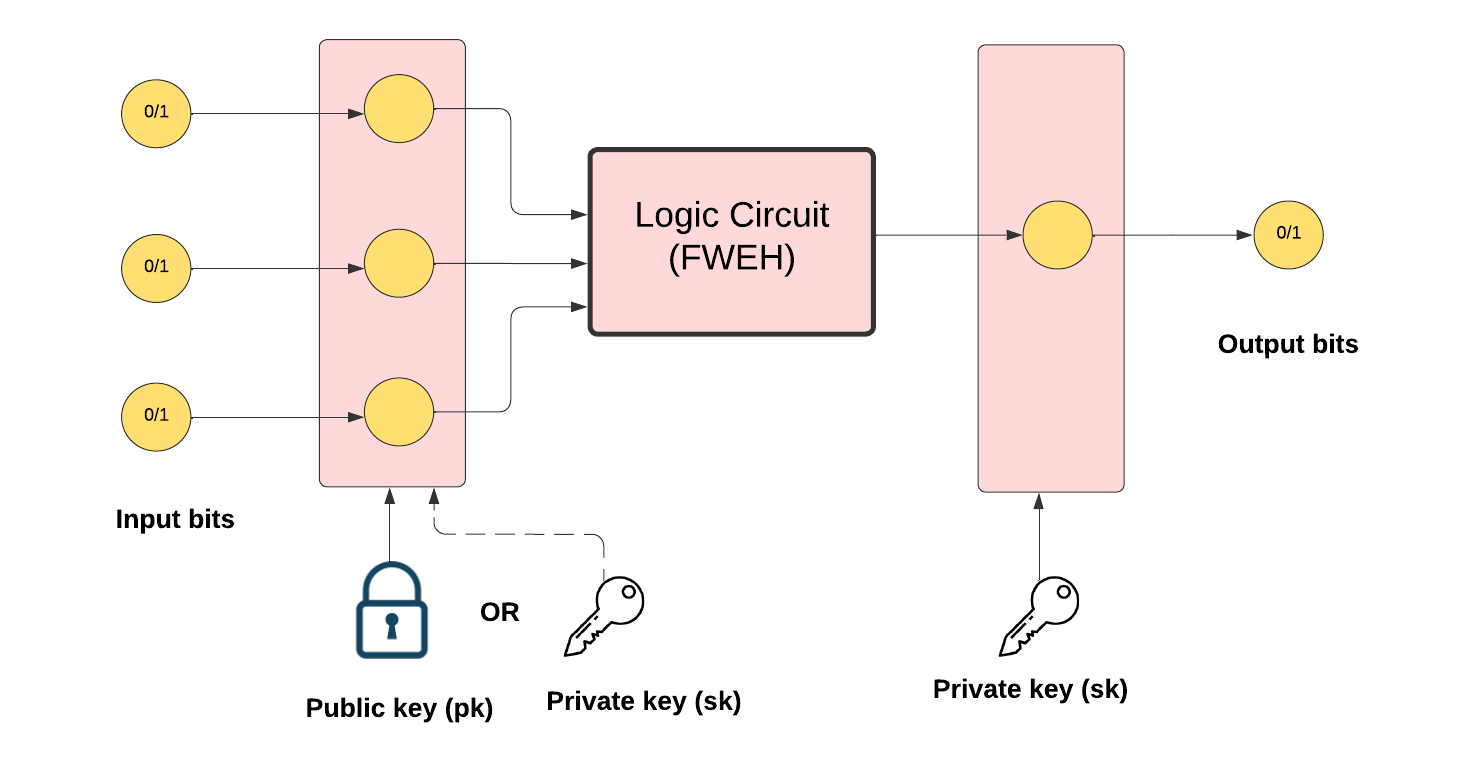 0/1
0/1
0/1
Input bits
Logic Circuit
(FWEH)
0/1
Output bits
OR
Public key (pk)
Private key (sk)
Private key (sk)